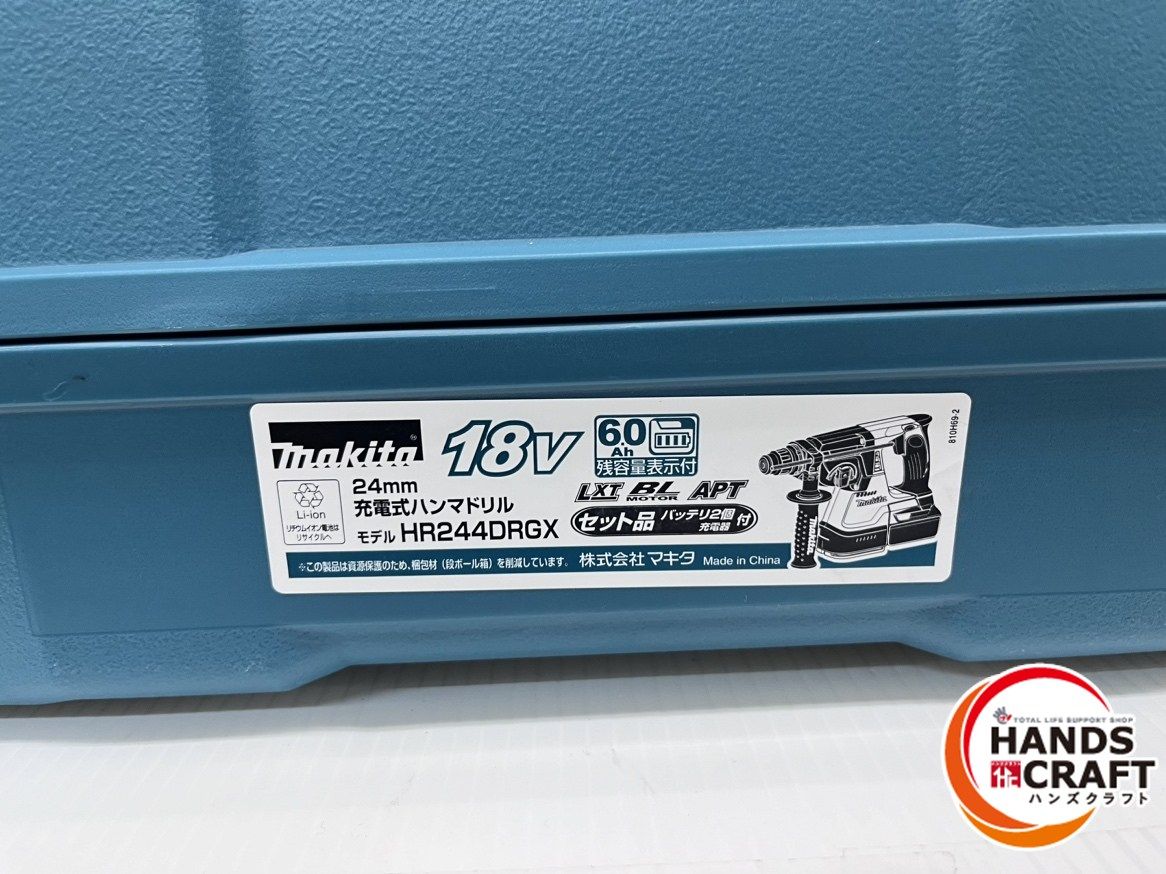 makita
18V
6.0
Ah
残容量表示付
LXT BL MOTOR APT
Li-ion
リチウムイオン電池は
リサイクルへ
24mm
充電式ハンマドリル
モデル HR244DRGX
セット品 バッテリ2個
充電器 付
※この製品は資源保護のため、梱包材(段ボール箱)を削減しています。 株式会社 マキタ Made in China
makita
makita
810H69-2
TOTAL LIFE SUPPORT SHOP
HANDS
CRAFT
ハンズクラフト